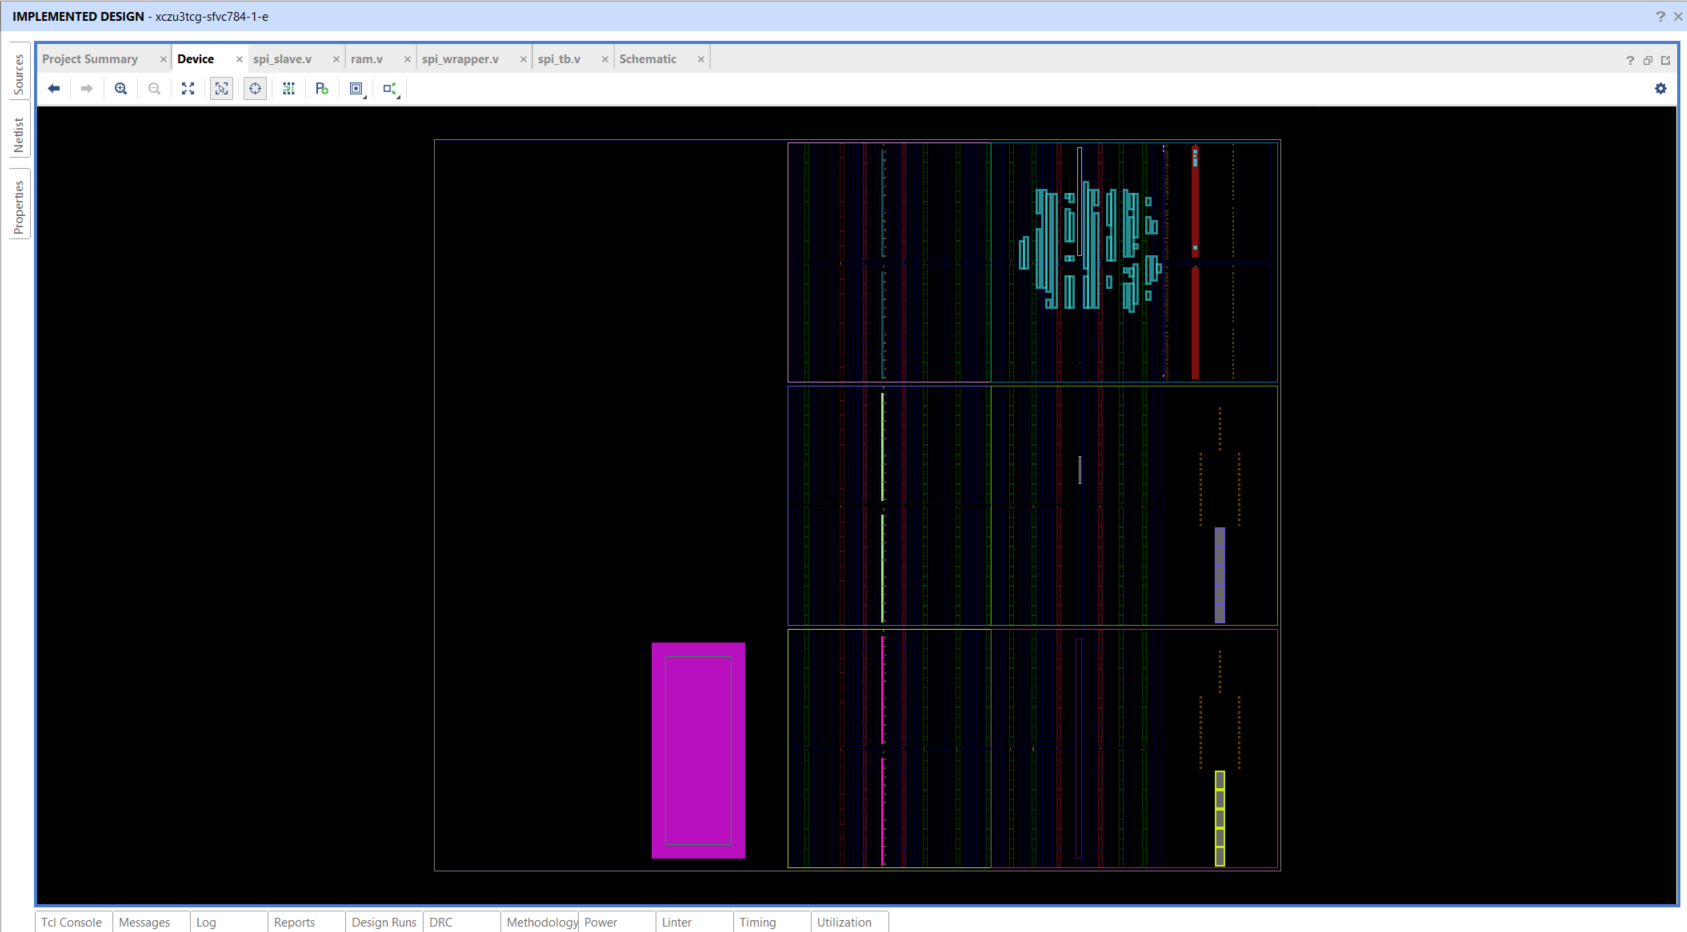 IMPLEMENTED DESIGN - xczu3tcg-sfvc784-1-e
Sources
Netlist
Properties
Project Summary
Device
spi_slave.v
ram.v
spi_wrapper.v
spi_tb.v
Schematic
Tcl Console
Messages
Log
Reports
Design Runs
DRC
Methodology
Power
Linter
Timing
Utilization